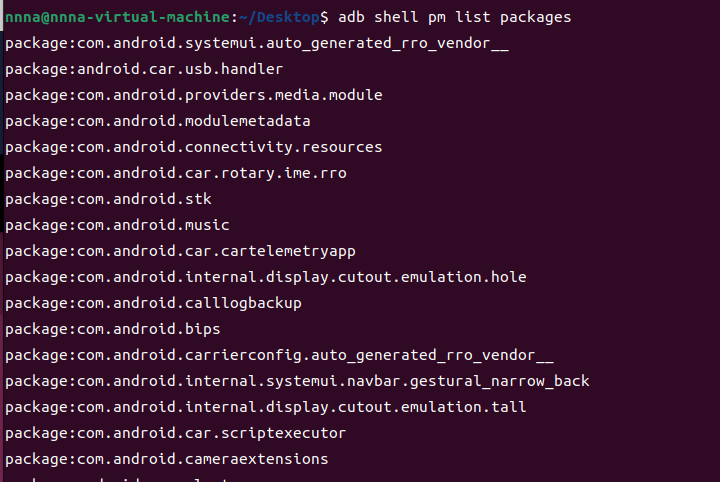 nnna@nnna-virtual-machine:~/Desktop$ adb shell pm list packages
package:com.android.systemui.auto_generated_rro_vendor__
package:android.car.usb.handler
package:com.android.providers.media.module
package:com.android.modulemetadata
package:com.android.connectivity.resources
package:com.android.car.rotary.ime.rro
package:com.android.stk
package:com.android.music
package:com.android.car.cartelemetryapp
package:com.android.internal.display.cutout.emulation.hole
package:com.android.calllogbackup
package:com.android.bips
package:com.android.carrierconfig.auto_generated_rro_vendor__
package:com.android.internal.systemui.navbar.gestural_narrow_back
package:com.android.internal.display.cutout.emulation.tall
package:com.android.car.scriptexecutor
package:com.android.cameraextensions